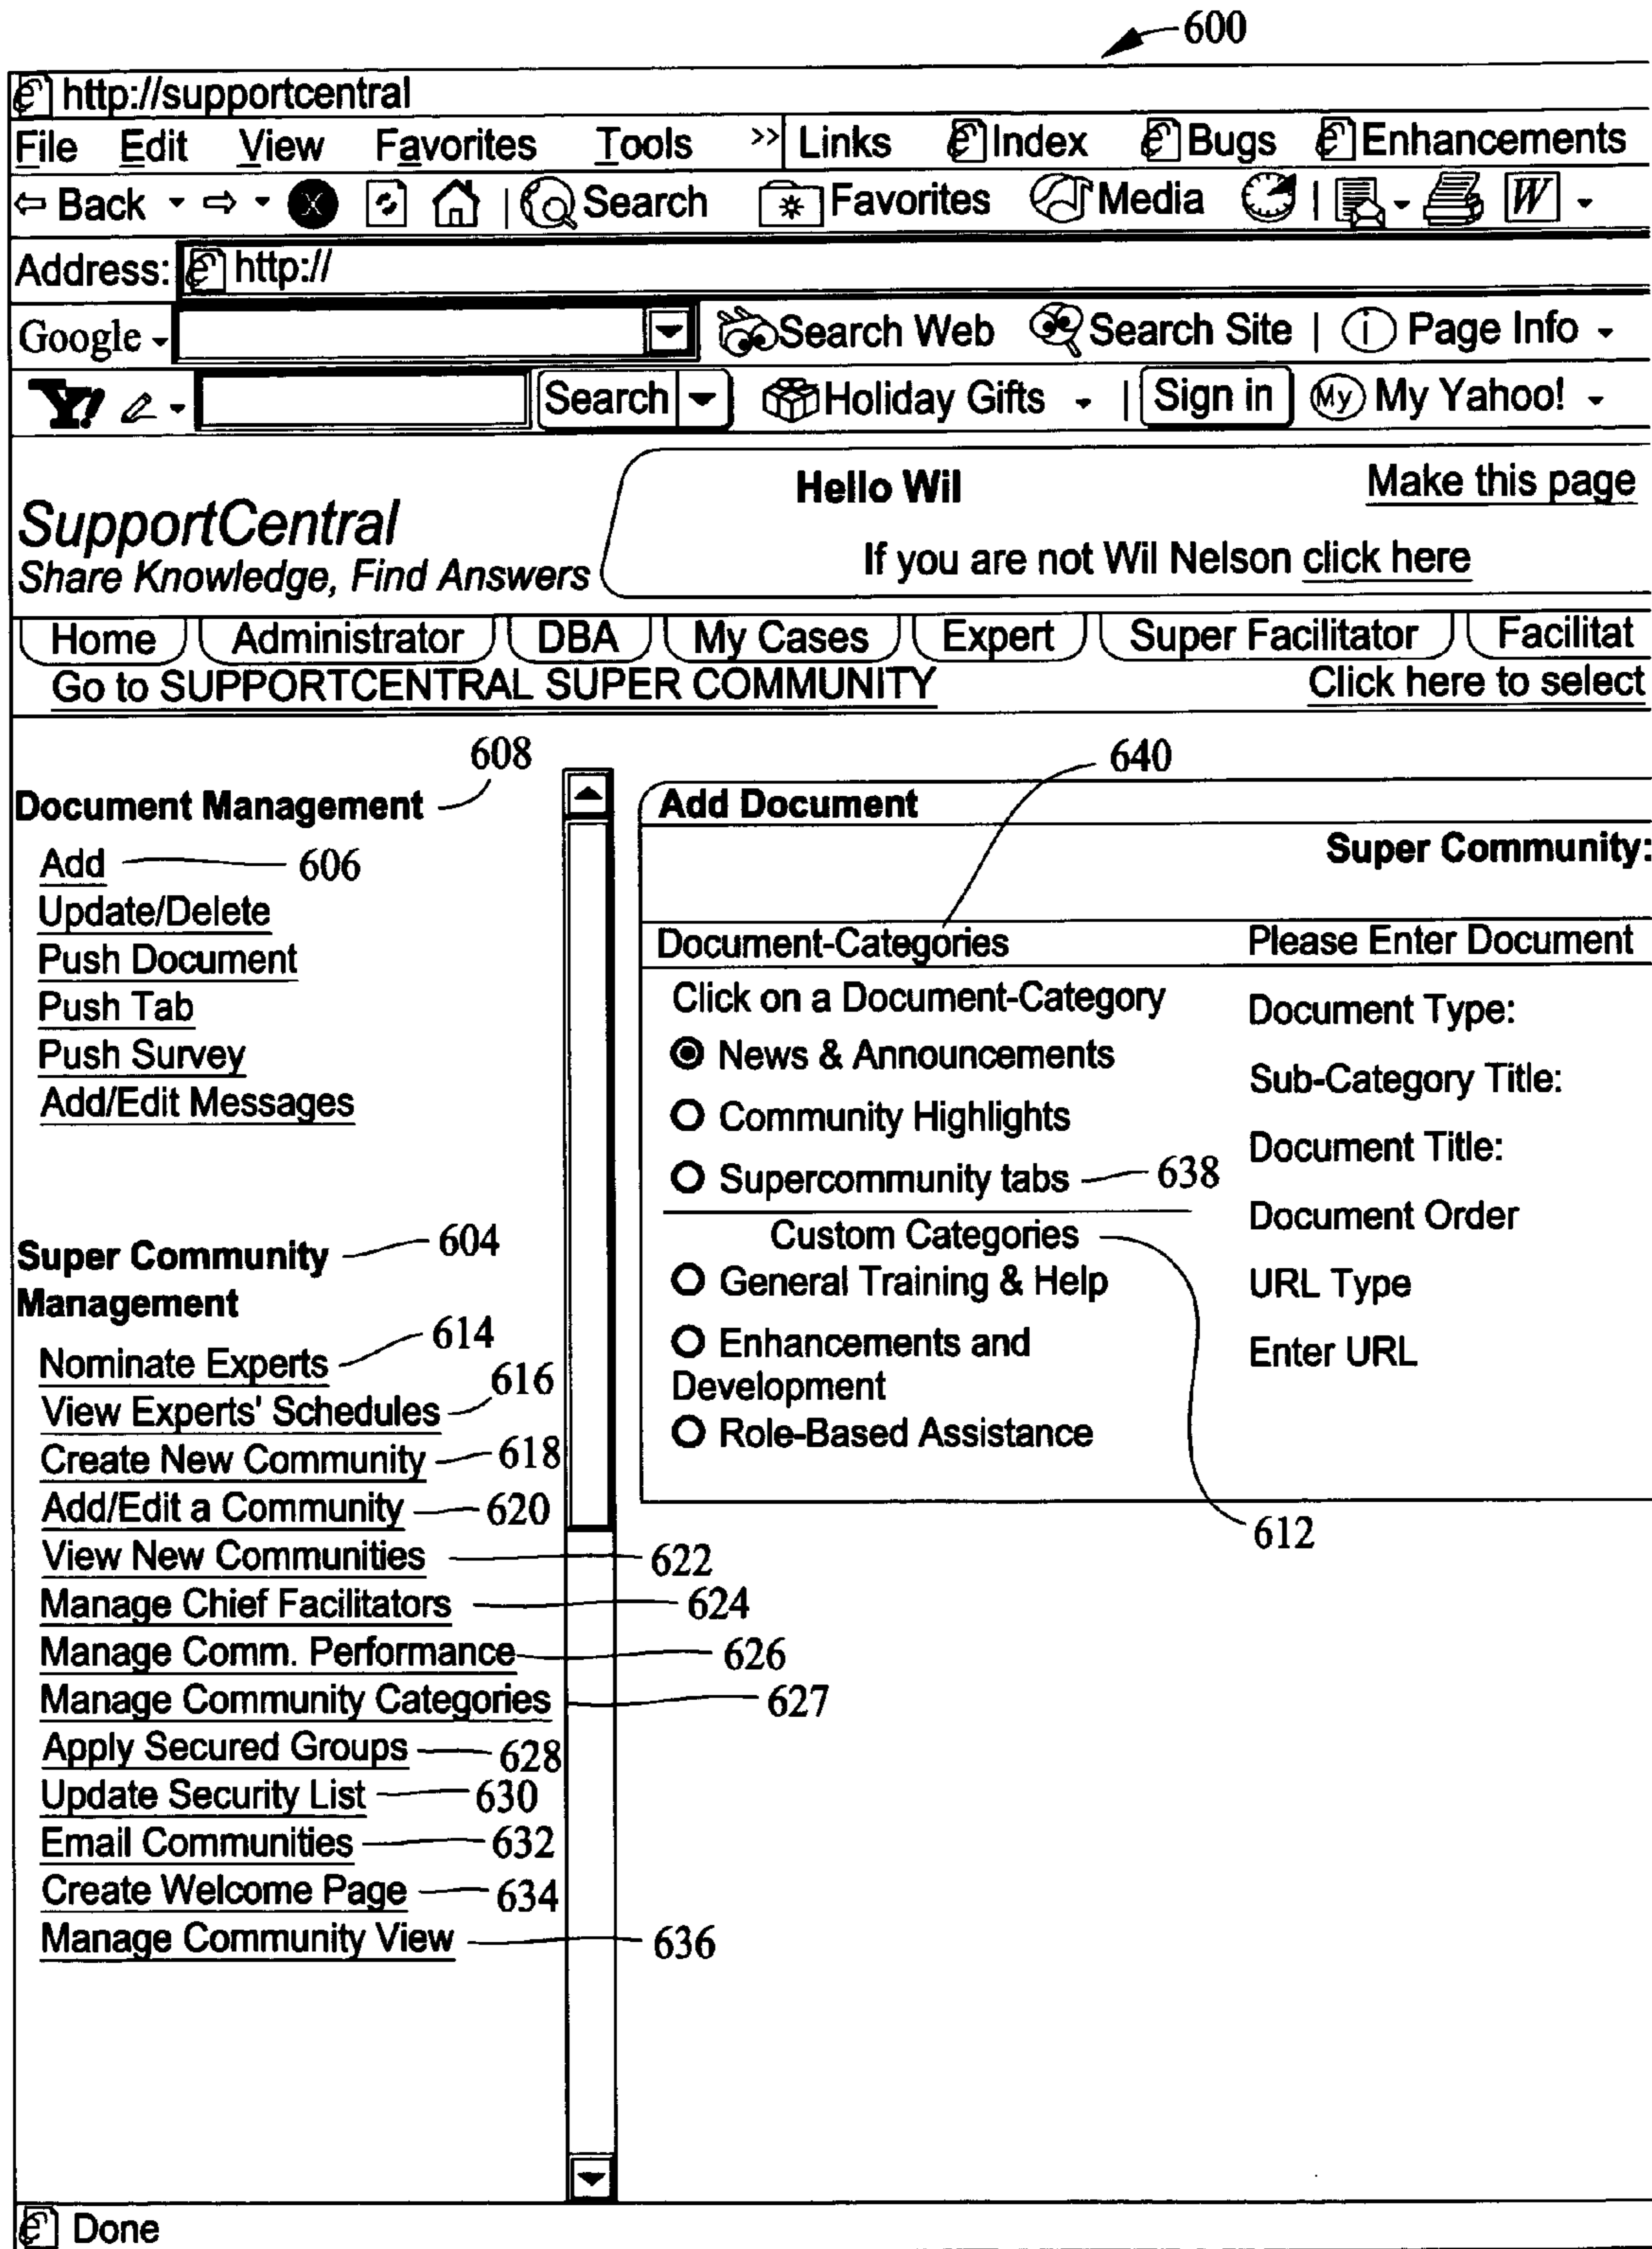 600
http://supportcentral
File Edit View Favorites Tools >> Links Index Bugs Enhancements
Back Search Favorites Media W
Address: http://
Google Search Web Search Site | i Page Info
Y! Search Holiday Gifts | Sign in My My Yahoo!
Hello Wil Make this page
SupportCentral
If you are not Wil Nelson click here
Share Knowledge, Find Answers
Home Administrator DBA My Cases Expert Super Facilitator Facilitat
Go to SUPPORTCENTRAL SUPER COMMUNITY Click here to select
608
Document Management
Add 606
Update/Delete
Push Document
Push Tab
Push Survey
Add/Edit Messages
604
Super Community
Management
Nominate Experts 614
View Experts' Schedules 616
Create New Community 618
Add/Edit a Community 620
View New Communities 622
Manage Chief Facilitators 624
Manage Comm. Performance 626
Manage Community Categories 627
Apply Secured Groups 628
Update Security List 630
Email Communities 632
Create Welcome Page 634
Manage Community View 636
640
Add Document
Super Community:
Document-Categories Please Enter Document
Click on a Document-Category
News & Announcements
Community Highlights
Supercommunity tabs 638
Custom Categories
General Training & Help
Enhancements and
Development
Role-Based Assistance
612
Document Type:
Sub-Category Title:
Document Title:
Document Order
URL Type
Enter URL
Done